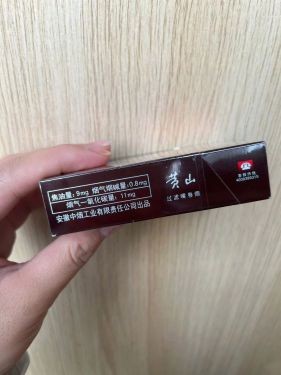 焦油量: 9mg 烟气烟碱量: 0.8mg
烟气一氧化碳量: 11mg
安徽中烟工业有限责任公司出品
黄山
过滤嘴卷烟